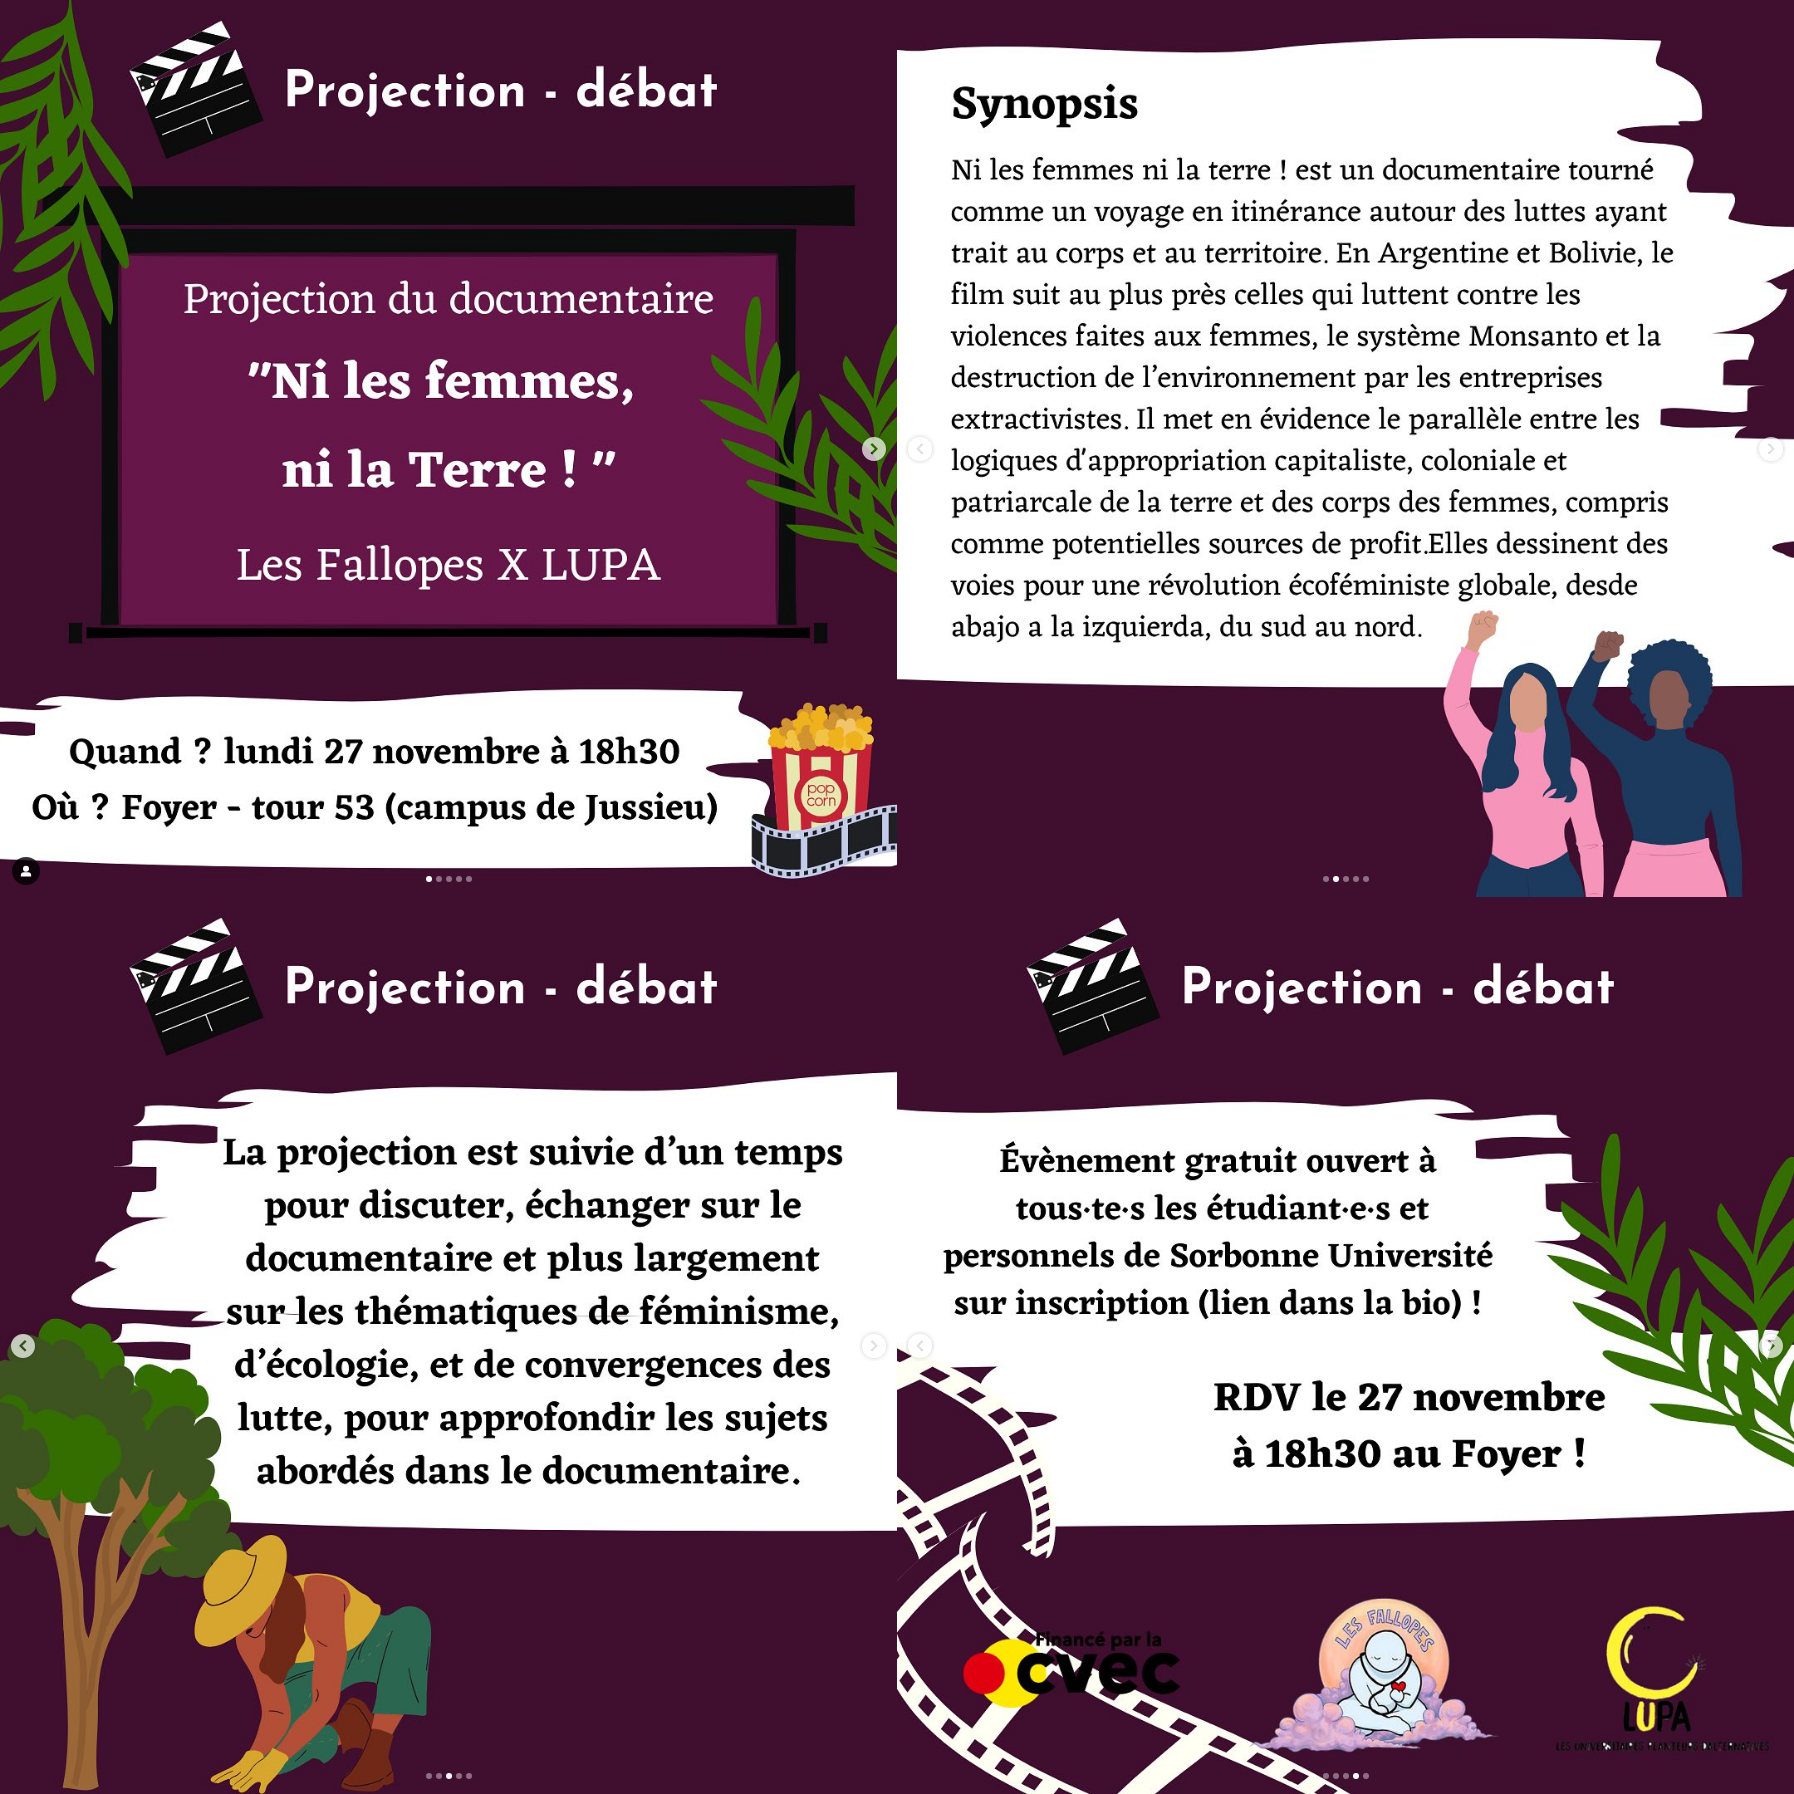 Projection - débat
Projection du documentaire
"Ni les femmes,
ni la Terre ! "
Les Fallopes X LUPA
Quand ? lundi 27 novembre à 18h30
Où ? Foyer - tour 53 (campus de Jussieu)
pop
corn
Synopsis
Ni les femmes ni la terre ! est un documentaire tourné
comme un voyage en itinérance autour des luttes ayant
trait au corps et au territoire. En Argentine et Bolivie, le
film suit au plus près celles qui luttent contre les
violences faites aux femmes, le système Monsanto et la
destruction de l’environnement par les entreprises
extractivistes. Il met en évidence le parallèle entre les
logiques d'appropriation capitaliste, coloniale et
patriarcale de la terre et des corps des femmes, compris
comme potentielles sources de profit.Elles dessinent des
voies pour une révolution écoféministe globale, desde
abajo a la izquierda, du sud au nord.
Projection - débat
La projection est suivie d’un temps
pour discuter, échanger sur le
documentaire et plus largement
sur les thématiques de féminisme,
d’écologie, et de convergences des
lutte, pour approfondir les sujets
abordés dans le documentaire.
Projection - débat
Évènement gratuit ouvert à
tous·te·s les étudiant·e·s et
personnels de Sorbonne Université
sur inscription (lien dans la bio) !
RDV le 27 novembre
à 18h30 au Foyer !
Financé par la
cvec
LES FALLOPES
LUPA
LES UNIVERSITAIRES PLANTEURS D'ALTERNATIVES